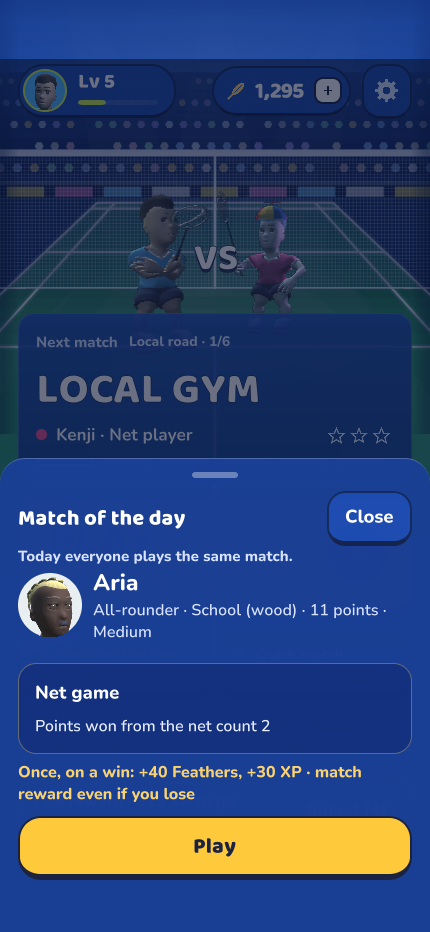 Lv 5
1,295
+
VS
Next match Local road · 1/6
LOCAL GYM
Kenji · Net player
Match of the day
Close
Today everyone plays the same match.
Aria
All-rounder · School (wood) · 11 points ·
Medium
Net game
Points won from the net count 2
Once, on a win: +40 Feathers, +30 XP · match
reward even if you lose
Play